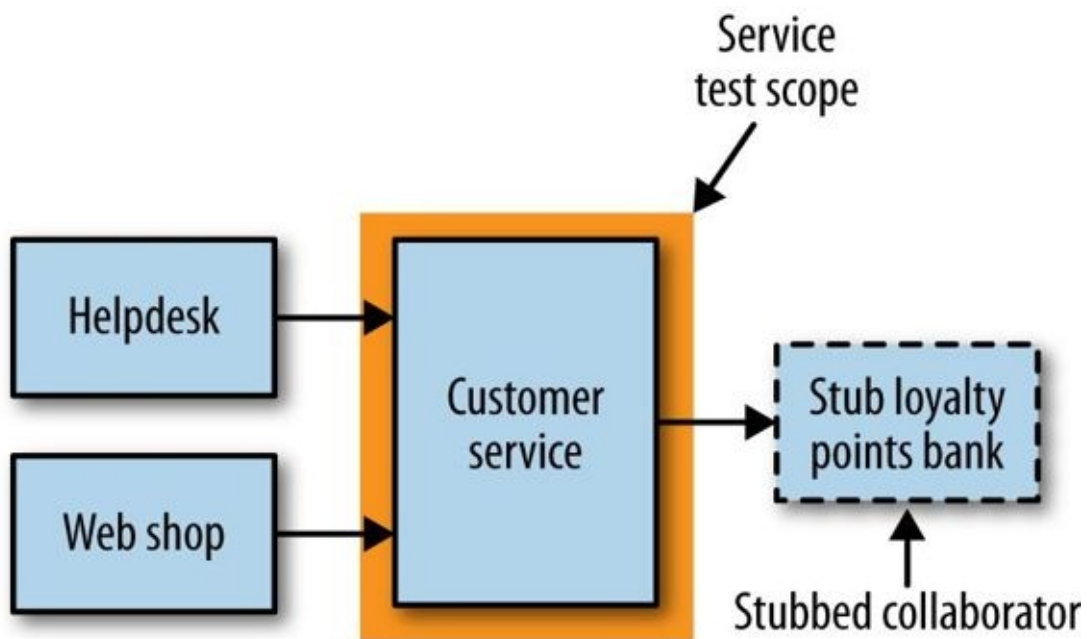 Service
test scope
Helpdesk
Customer
service
Stub loyalty
points bank
Web shop
Stubbed collaborator